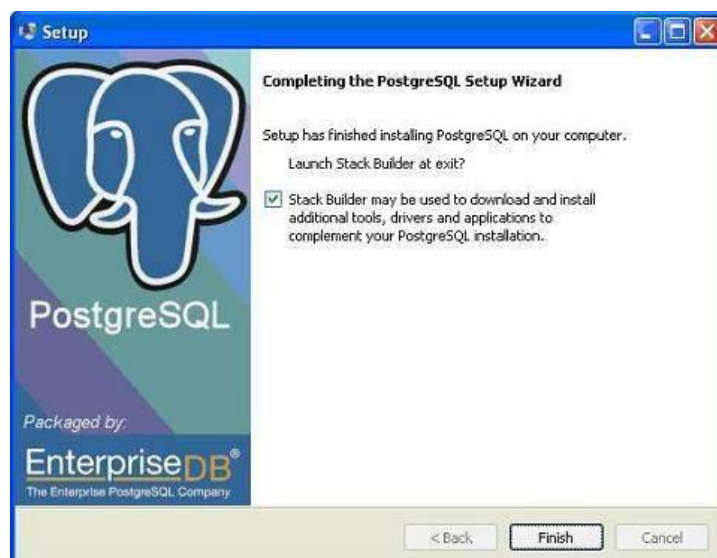 Setup
Completing the PostgreSQL Setup Wizard
Setup has finished installing PostgreSQL on your computer.
Launch Stack Builder at exit?
Stack Builder may be used to download and install
additional tools, drivers and applications to
complement your PostgreSQL installation.
PostgreSQL
Packaged by:
EnterpriseDB®
The Enterprise PostgreSQL Company
< Back
Finish
Cancel